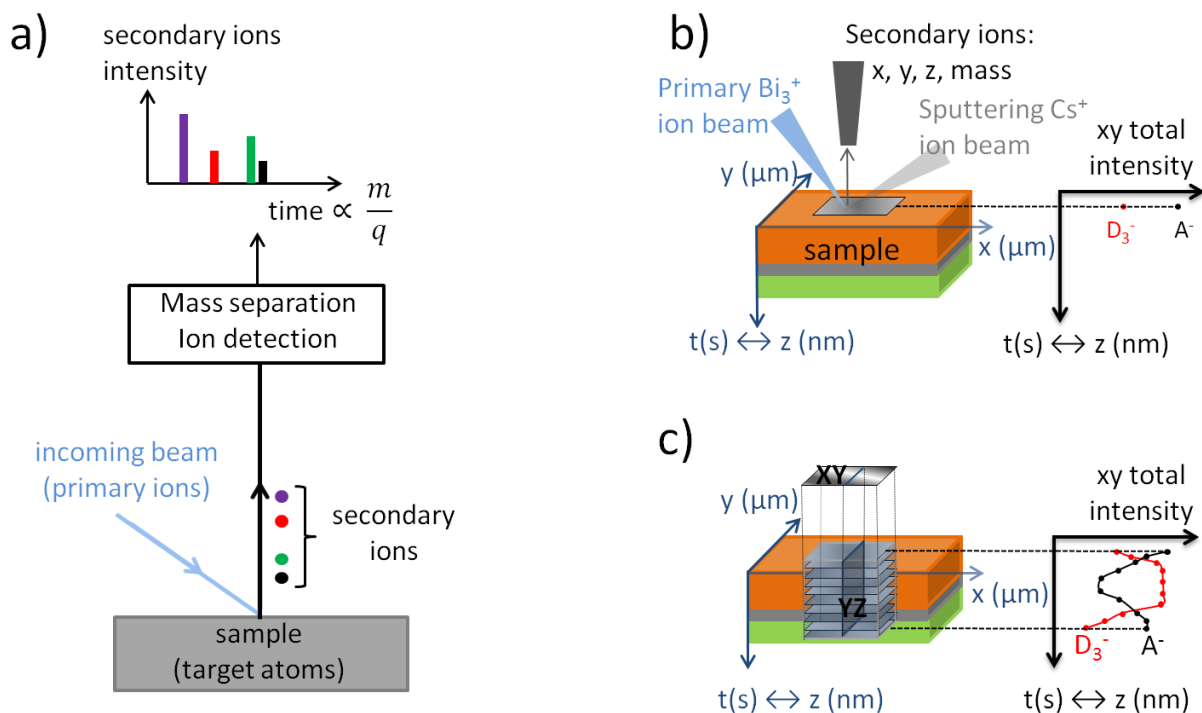 a)
secondary ions
intensity
time ∝ m/q
Mass separation
Ion detection
incoming beam
(primary ions)
secondary
ions
sample
(target atoms)
b)
Secondary ions:
x, y, z, mass
Primary Bi₃⁺
ion beam
Sputtering Cs⁺
ion beam
y (µm)
sample
x (µm)
t(s) ↔ z (nm)
xy total
intensity
D₃⁻
A⁻
t(s) ↔ z (nm)
c)
XY
y (µm)
YZ
x (µm)
t(s) ↔ z (nm)
xy total
intensity
D₃⁻
A⁻
t(s) ↔ z (nm)